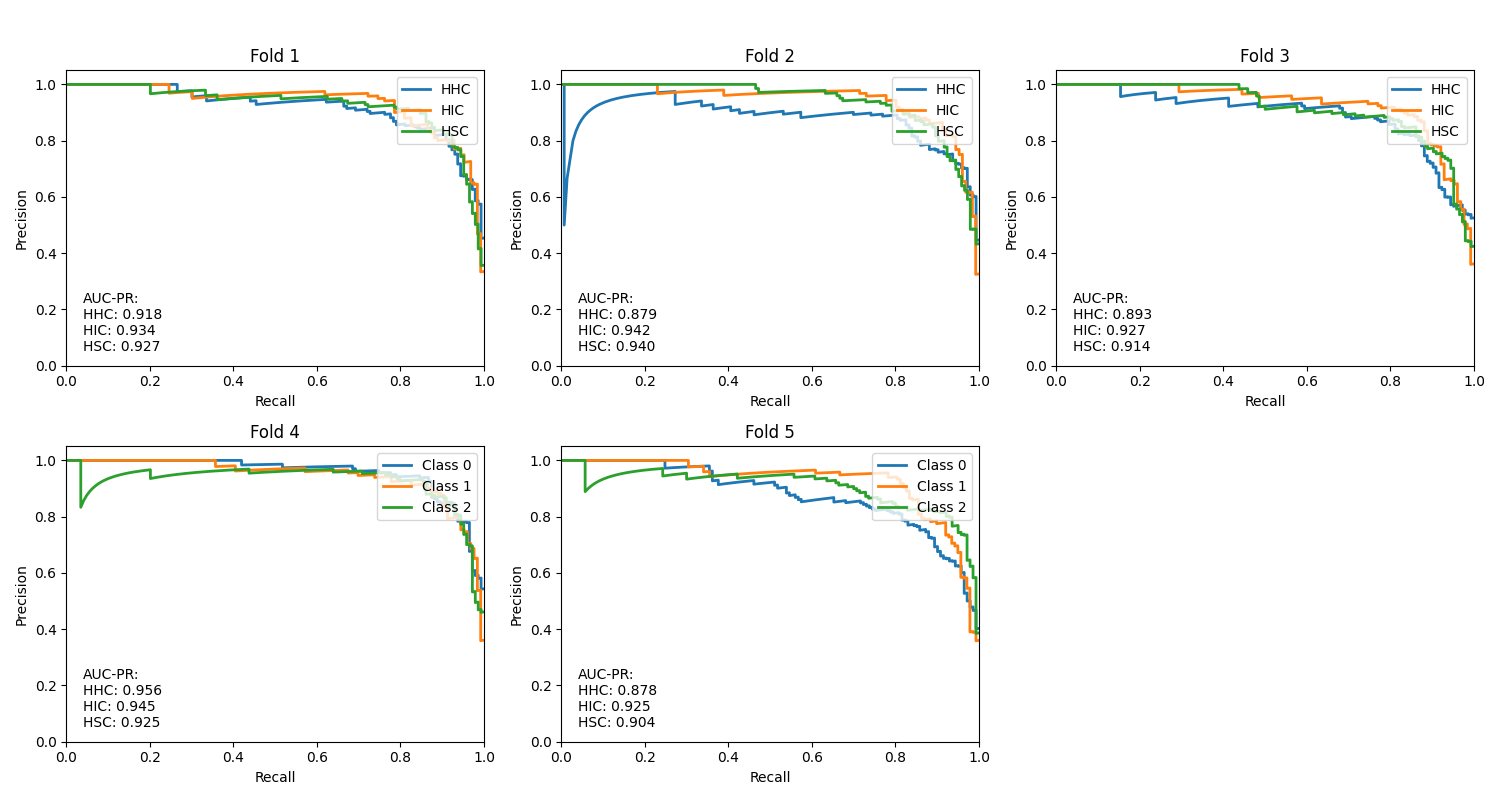 Fold 1
1.0
0.8
0.6
0.4
0.2
0.0
Precision
HHC
HIC
HSC
AUC-PR:
HHC: 0.918
HIC: 0.934
HSC: 0.927
0.0 0.2 0.4 0.6 0.8 1.0
Recall
Fold 2
1.0
0.8
0.6
0.4
0.2
0.0
Precision
HHC
HIC
HSC
AUC-PR:
HHC: 0.879
HIC: 0.942
HSC: 0.940
0.0 0.2 0.4 0.6 0.8 1.0
Recall
Fold 3
1.0
0.8
0.6
0.4
0.2
0.0
Precision
HHC
HIC
HSC
AUC-PR:
HHC: 0.893
HIC: 0.927
HSC: 0.914
0.0 0.2 0.4 0.6 0.8 1.0
Recall
Fold 4
1.0
0.8
0.6
0.4
0.2
0.0
Precision
Class 0
Class 1
Class 2
AUC-PR:
HHC: 0.956
HIC: 0.945
HSC: 0.925
0.0 0.2 0.4 0.6 0.8 1.0
Recall
Fold 5
1.0
0.8
0.6
0.4
0.2
0.0
Precision
Class 0
Class 1
Class 2
AUC-PR:
HHC: 0.878
HIC: 0.925
HSC: 0.904
0.0 0.2 0.4 0.6 0.8 1.0
Recall